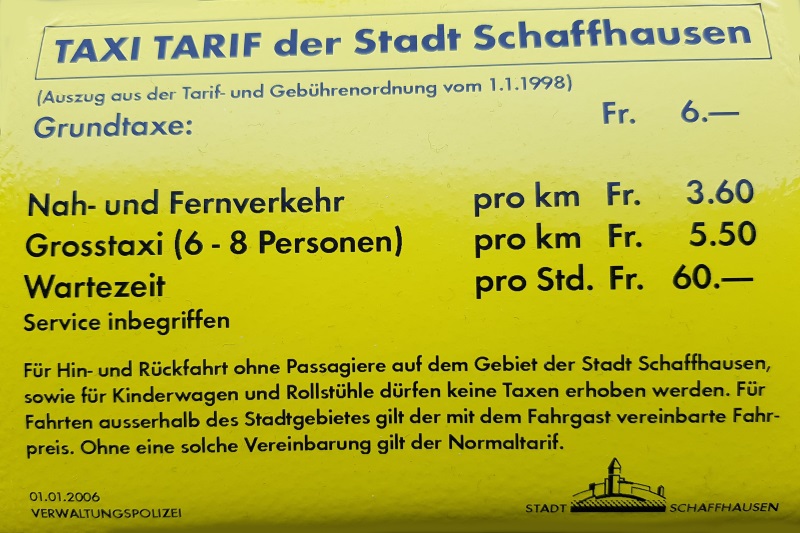 TAXI TARIF der Stadt Schaffhausen
(Auszug aus der Tarif- und Gebührenordnung vom 1.1.1998)
Grundtaxe: Fr. 6.—
Nah- und Fernverkehr pro km Fr. 3.60
Grosstaxi (6 - 8 Personen) pro km Fr. 5.50
Wartezeit pro Std. Fr. 60.—
Service inbegriffen
Für Hin- und Rückfahrt ohne Passagiere auf dem Gebiet der Stadt Schaffhausen,
sowie für Kinderwagen und Rollstühle dürfen keine Taxen erhoben werden. Für
Fahrten ausserhalb des Stadtgebietes gilt der mit dem Fahrgast vereinbarte Fahr-
preis. Ohne eine solche Vereinbarung gilt der Normaltarif.
01.01.2006
VERWALTUNGSPOLIZEI
STADT SCHAFFHAUSEN